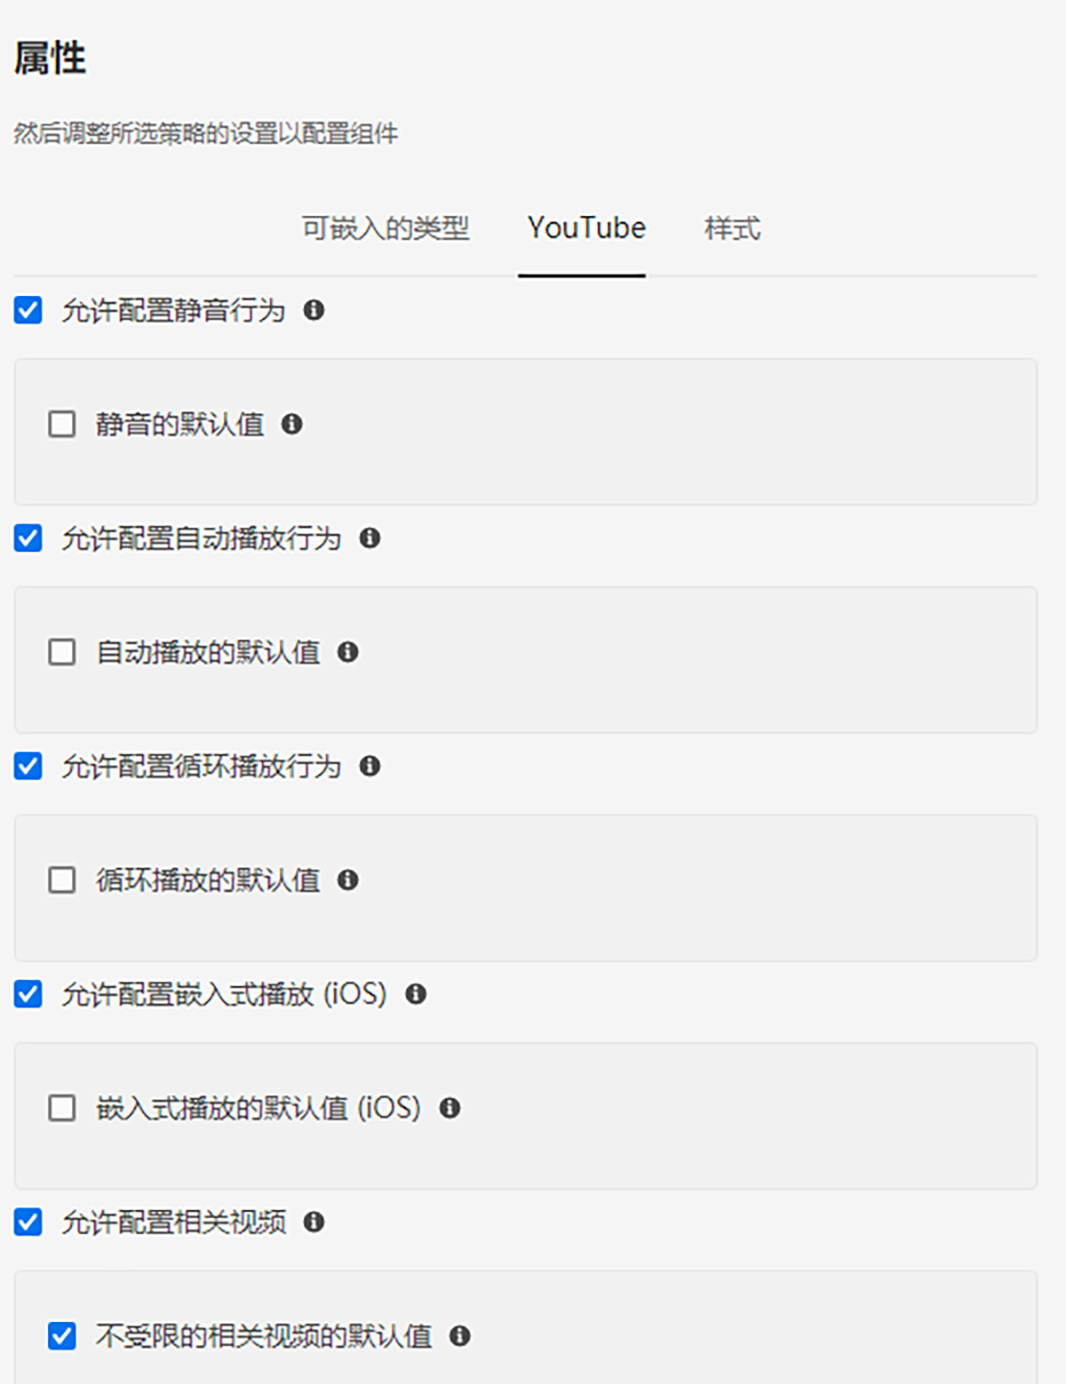 属性
然后调整所选策略的设置以配置组件
可嵌入的类型 YouTube 样式
允许配置静音行为
静音的默认值
允许配置自动播放行为
自动播放的默认值
允许配置循环播放行为
循环播放的默认值
允许配置嵌入式播放 (iOS)
嵌入式播放的默认值 (iOS)
允许配置相关视频
不受限的相关视频的默认值